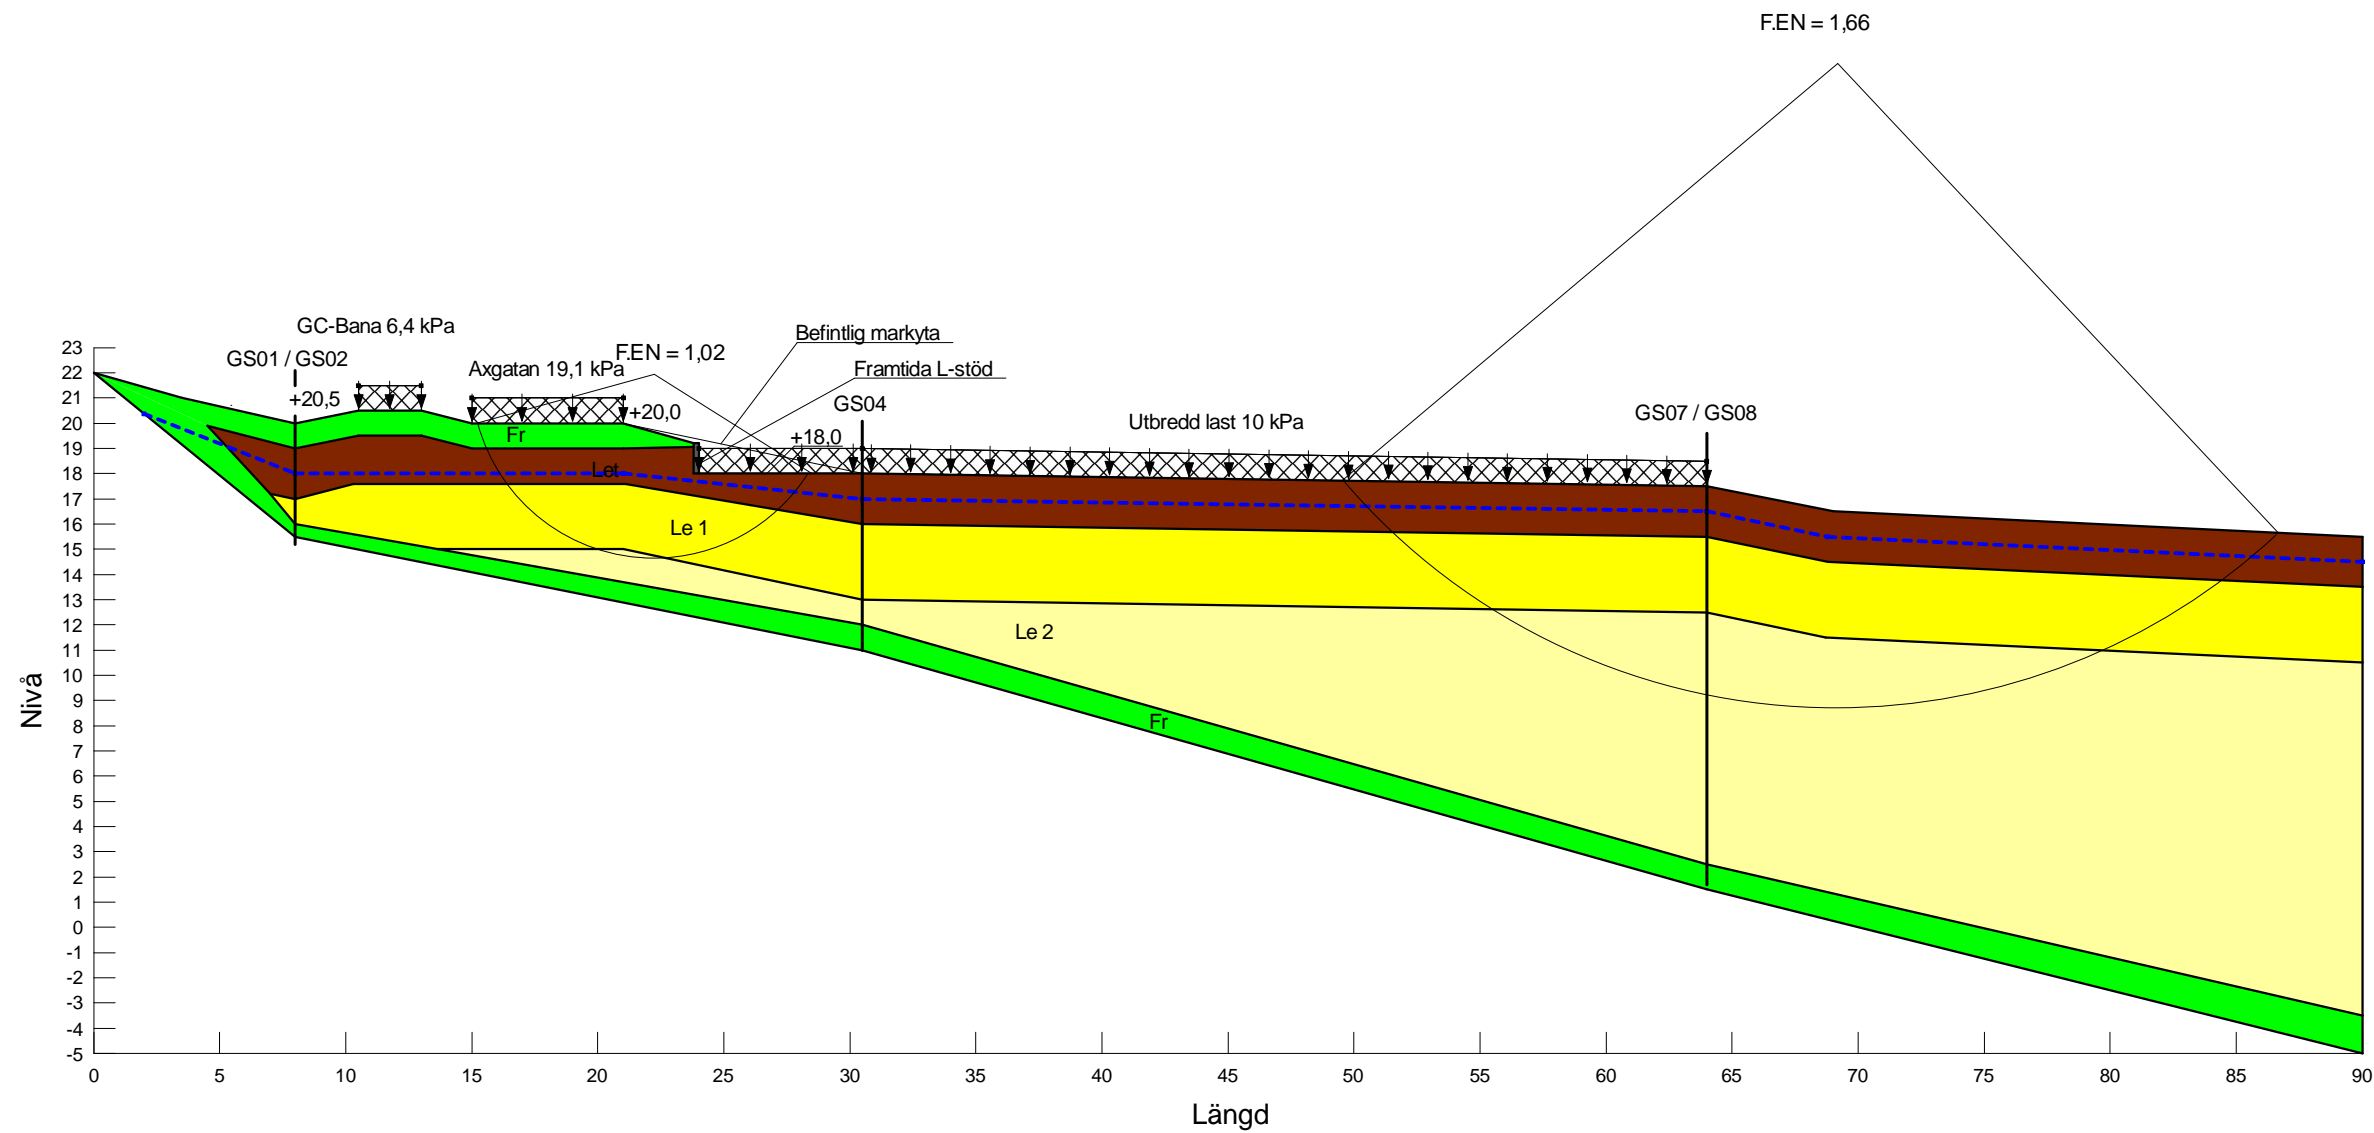 F.EN = 1,66
GC-Bana 6,4 kPa
Befintlig markyta
GS01 / GS02
F.EN = 1,02
Axgatan 19,1 kPa
Framtida L-stöd
+20,5
+20,0
GS04
GS07 / GS08
Utbredd last 10 kPa
+18,0
Fr
Let
Le 1
Le 2
Fr
Nivå
23
22
21
20
19
18
17
16
15
14
13
12
11
10
9
8
7
6
5
4
3
2
1
0
-1
-2
-3
-4
-5
0 5 10 15 20 25 30 35 40 45 50 55 60 65 70 75 80 85 90
Längd